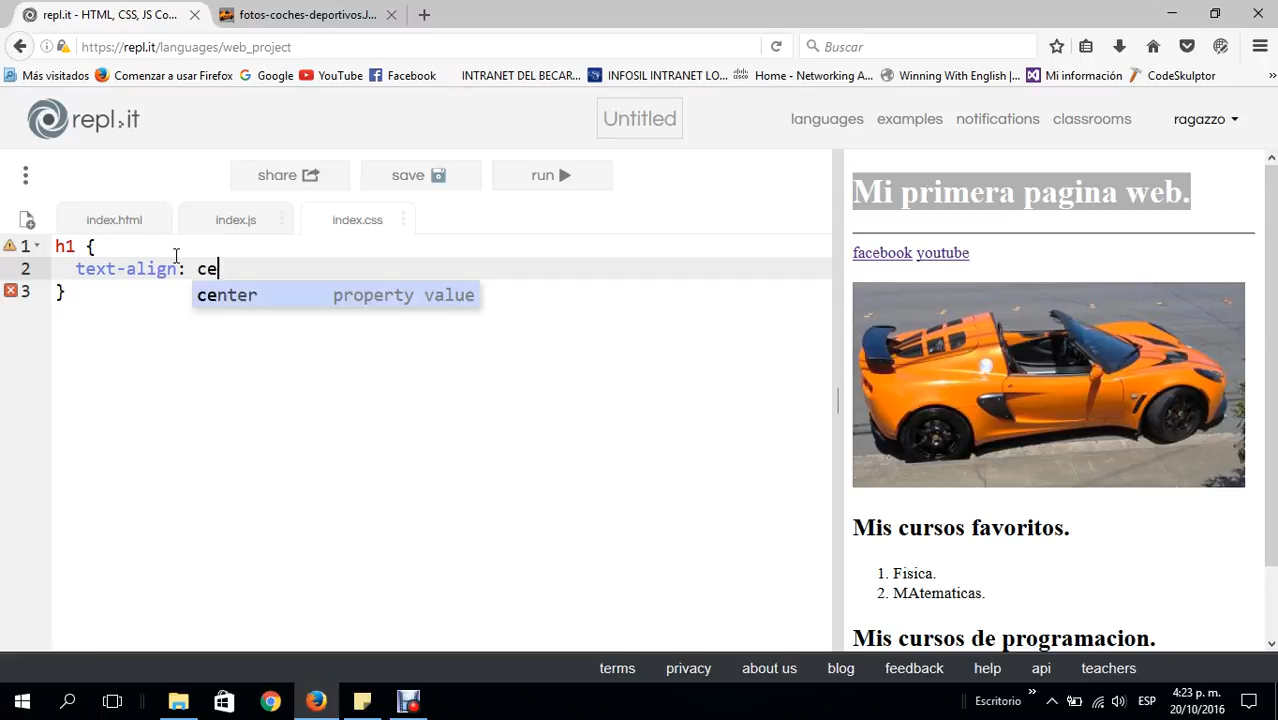 repl.it - HTML, CSS, JS Co...
fotos-coches-deportivosJ...
https://repl.it/languages/web_project
Buscar
Más visitados
Comenzar a usar Firefox
Google
YouTube
Facebook
INTRANET DEL BECAR...
INFOSIL INTRANET LO...
Home - Networking A...
Winning With English |...
Mi información
CodeSkulptor
repl.it
Untitled
languages
examples
notifications
classrooms
ragazzo
share
save
run
index.html
index.js
index.css
1 h1 {
2 text-align: ce
center property value
3 }
Mi primera pagina web.
facebook youtube
Mis cursos favoritos.
1. Fisica.
2. MAtematicas.
Mis cursos de programacion.
terms
privacy
about us
blog
feedback
help
api
teachers
Escritorio
ESP
4:23 p. m.
20/10/2016